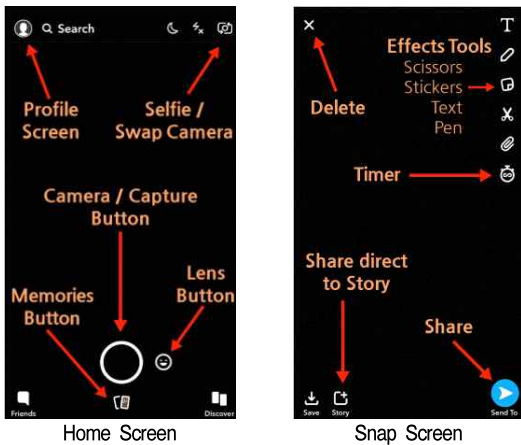 Search
Profile
Screen
Selfie /
Swap Camera
Camera / Capture
Button
Lens
Button
Memories
Button
Friends
Discover
Home Screen
T
Effects Tools
Scissors
Stickers
Text
Pen
Delete
Timer
Share direct
to Story
Share
Save
Story
Send To
Snap Screen